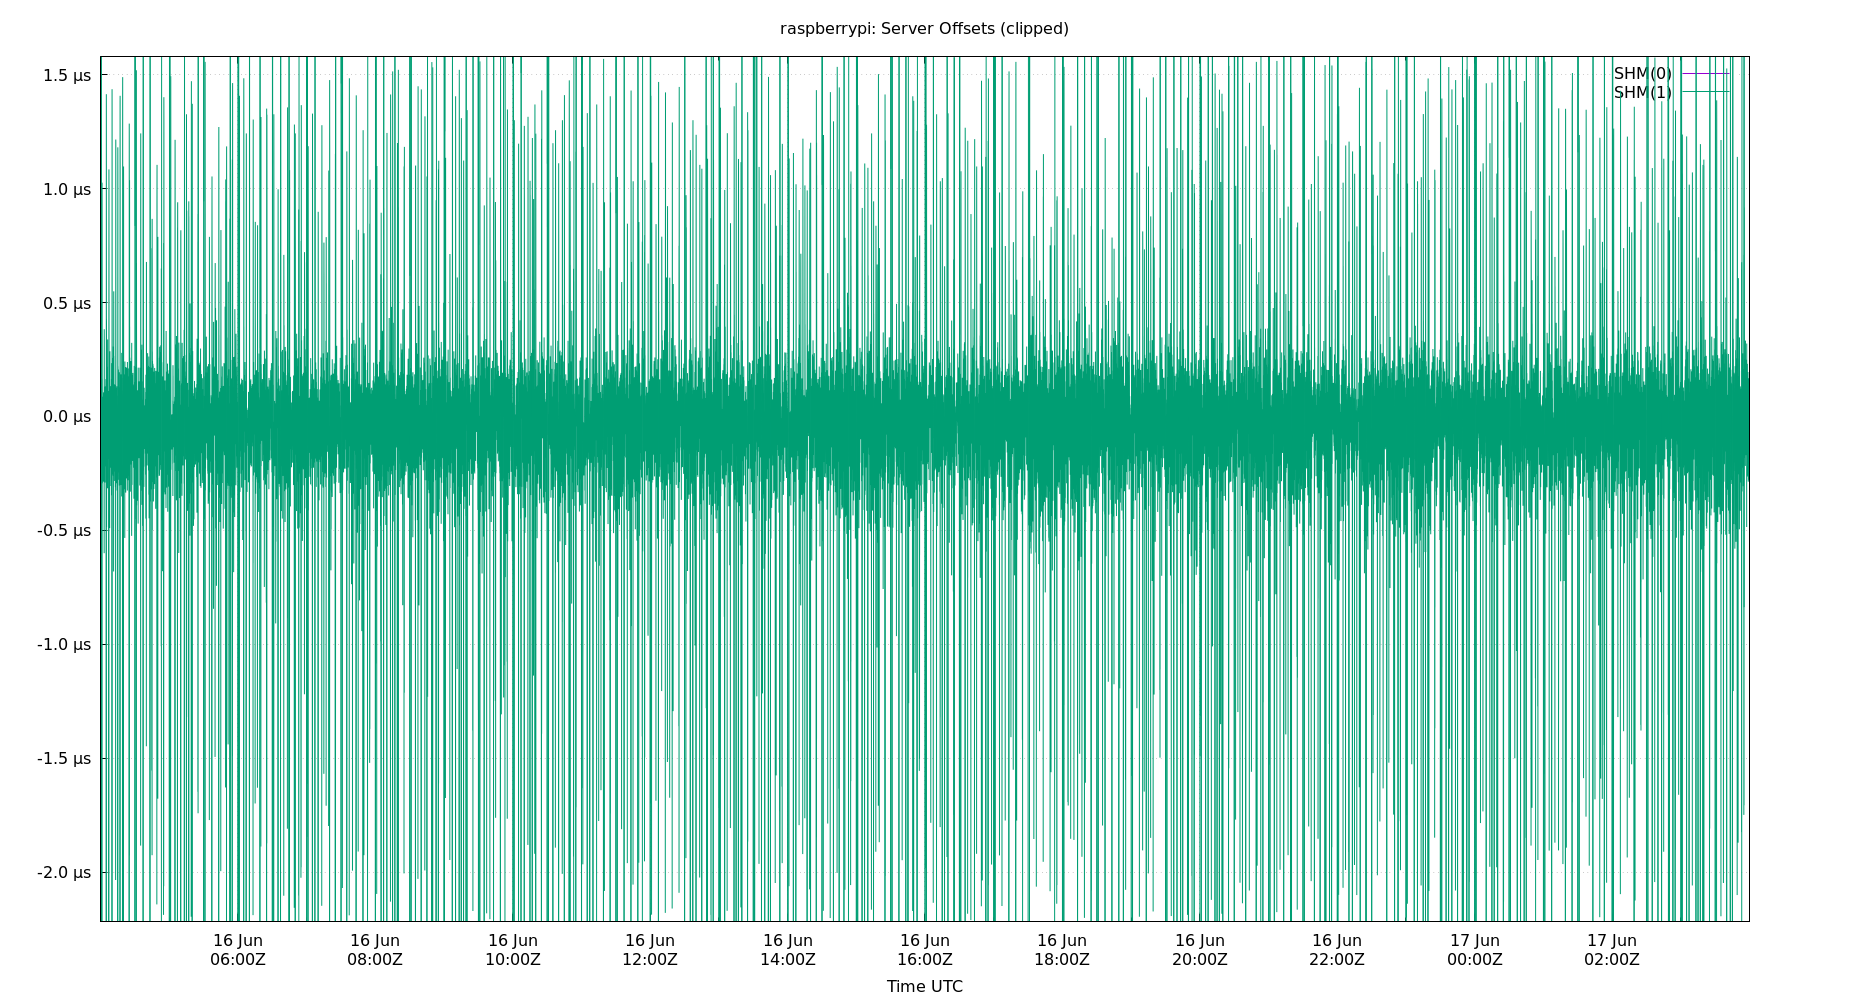 raspberrypi: Server Offsets (clipped)
SHM(0)
SHM(1)
1.5 µs
1.0 µs
0.5 µs
0.0 µs
-0.5 µs
-1.0 µs
-1.5 µs
-2.0 µs
16 Jun 16 Jun 16 Jun 16 Jun 16 Jun 16 Jun 16 Jun 16 Jun 16 Jun 17 Jun 17 Jun
06:00Z 08:00Z 10:00Z 12:00Z 14:00Z 16:00Z 18:00Z 20:00Z 22:00Z 00:00Z 02:00Z
Time UTC